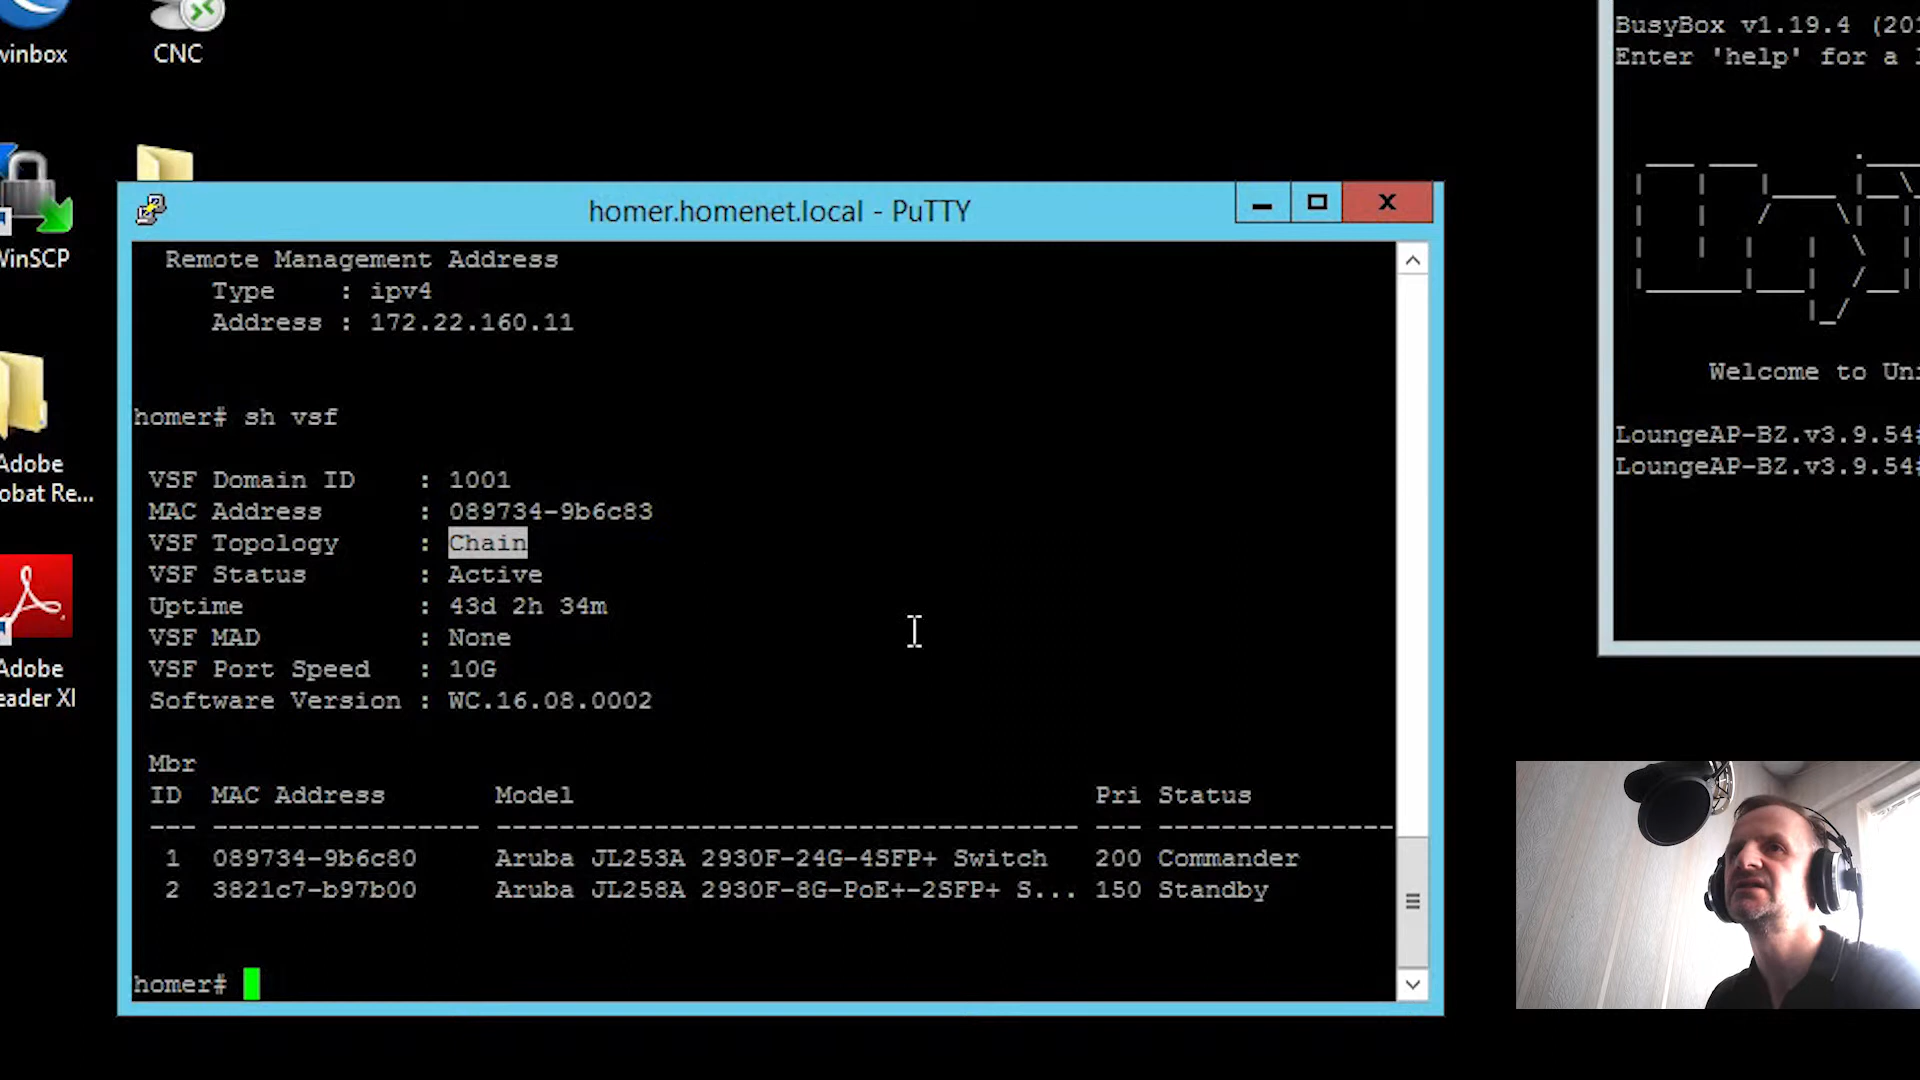 winbox
CNC
WinSCP
Adobe
obat Re...
Adobe
eader XI
homer.homenet.local - PuTTY
Remote Management Address
Type : ipv4
Address : 172.22.160.11
homer# sh vsf
VSF Domain ID : 1001
MAC Address : 089734-9b6c83
VSF Topology : Chain
VSF Status : Active
Uptime : 43d 2h 34m
VSF MAD : None
VSF Port Speed : 10G
Software Version : WC.16.08.0002
Mbr
ID MAC Address Model Pri Status
--- ----------------- ------------------------------------- --- ---------------
1 089734-9b6c80 Aruba JL253A 2930F-24G-4SFP+ Switch 200 Commander
2 3821c7-b97b00 Aruba JL258A 2930F-8G-PoE+-2SFP+ S... 150 Standby
homer#
BusyBox v1.19.4 (201
Enter 'help' for a
Welcome to Uni
LoungeAP-BZ.v3.9.54#
LoungeAP-BZ.v3.9.54#